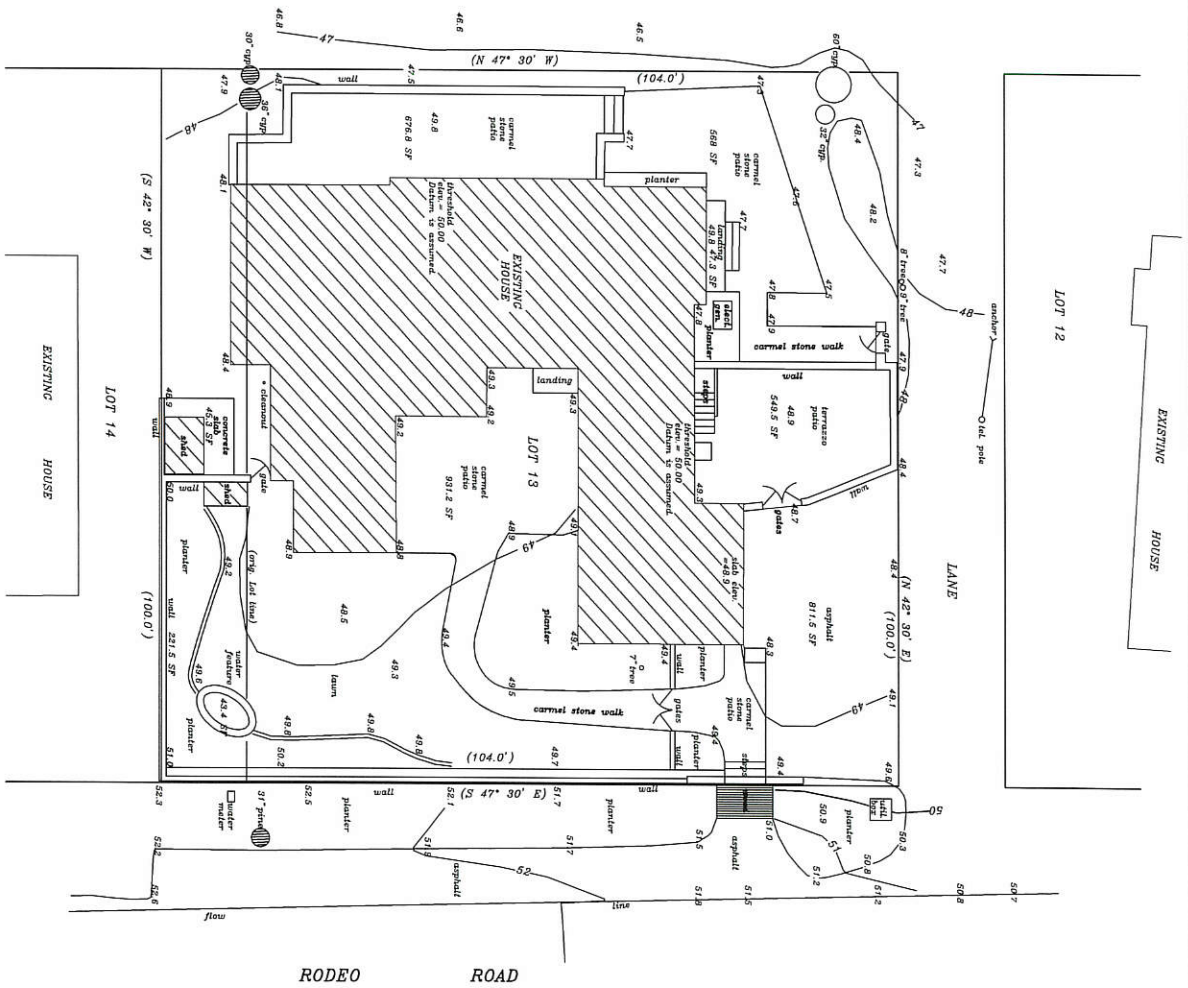 46.8
46.6
46.5
47
30" cyp.
(N 47° 30' W)
60" cyp.
47.9
48.1
wall
47.5
(104.0')
47.3
47
36" cyp.
48
49.8
carmel
stone
patio
676.8 SF
47.7
568 SF
carmel
stone
patio
32" cyp.
48.4
47.3
48.1
(S 42° 30' W)
threshold
elev.= 50.00
Datum is assumed.
planter
47.6
48.2
47.7
landing
49.8 47.3 SF
47.7
8" tree
9" tree
EXISTING
HOUSE
elect.
gen.
47.8
47.8
47.9
47.5
48
anchor
LOT 12
planter
carmel stone walk
gate
47.9
48.4
cleanout
49.3
landing
49.3
steps
wall
48
48.9
49.2
49.2
549.5 SF
48.9
terrazzo
patio
tel. pole
LOT 14
EXISTING
HOUSE
wall
45.3 SF
concrete
slab
shed
gate
LOT 13
threshold
elev.= 50.00
Datum is assumed.
48.4
EXISTING
HOUSE
50.0
wall
shed
carmel
stone
patio
931.2 SF
49.3
48.7
gates
wall
48.9
48.8
48.9
49
planter
49.2
(orig. Lot line)
slab elev.
=48.9
48.4
(N 42° 30' E)
(100.0')
LANE
(100.0')
wall 221.5 SF
48.5
49.4
planter
49.4
49.4
asphalt
811.5 SF
48.3
49.6
water
feature
49.3
lawn
7" tree
wall
planter
49.5
carmel stone walk
gates
carmel
stone
patio
49.1
49
43.4 SF
planter
49.8
49.8
49.8
49.4
wall
planter
51.0
50.2
(104.0')
49.7
steps
49.4
49.6
52.3
wall
(S 47° 30' E)
wall
water
meter
31" pine
52.5
planter
52.1
51.7
planter
51.0
util
box
50
50.9
planter
50.3
52.2
51.7
51.5
asphalt
51
50.8
asphalt
52
51.2
52.6
51.8
51.5
51.2
50.8
50.7
flow
line
RODEO ROAD